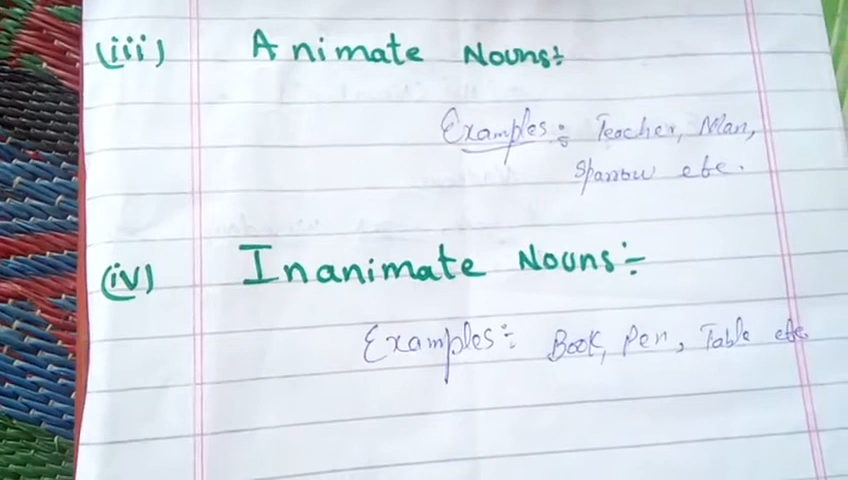 (iii) Animate Nouns:-
Examples:- Teacher, Man,
Sparrow etc.
(iv) Inanimate Nouns:-
Examples:- Book, Pen, Table etc